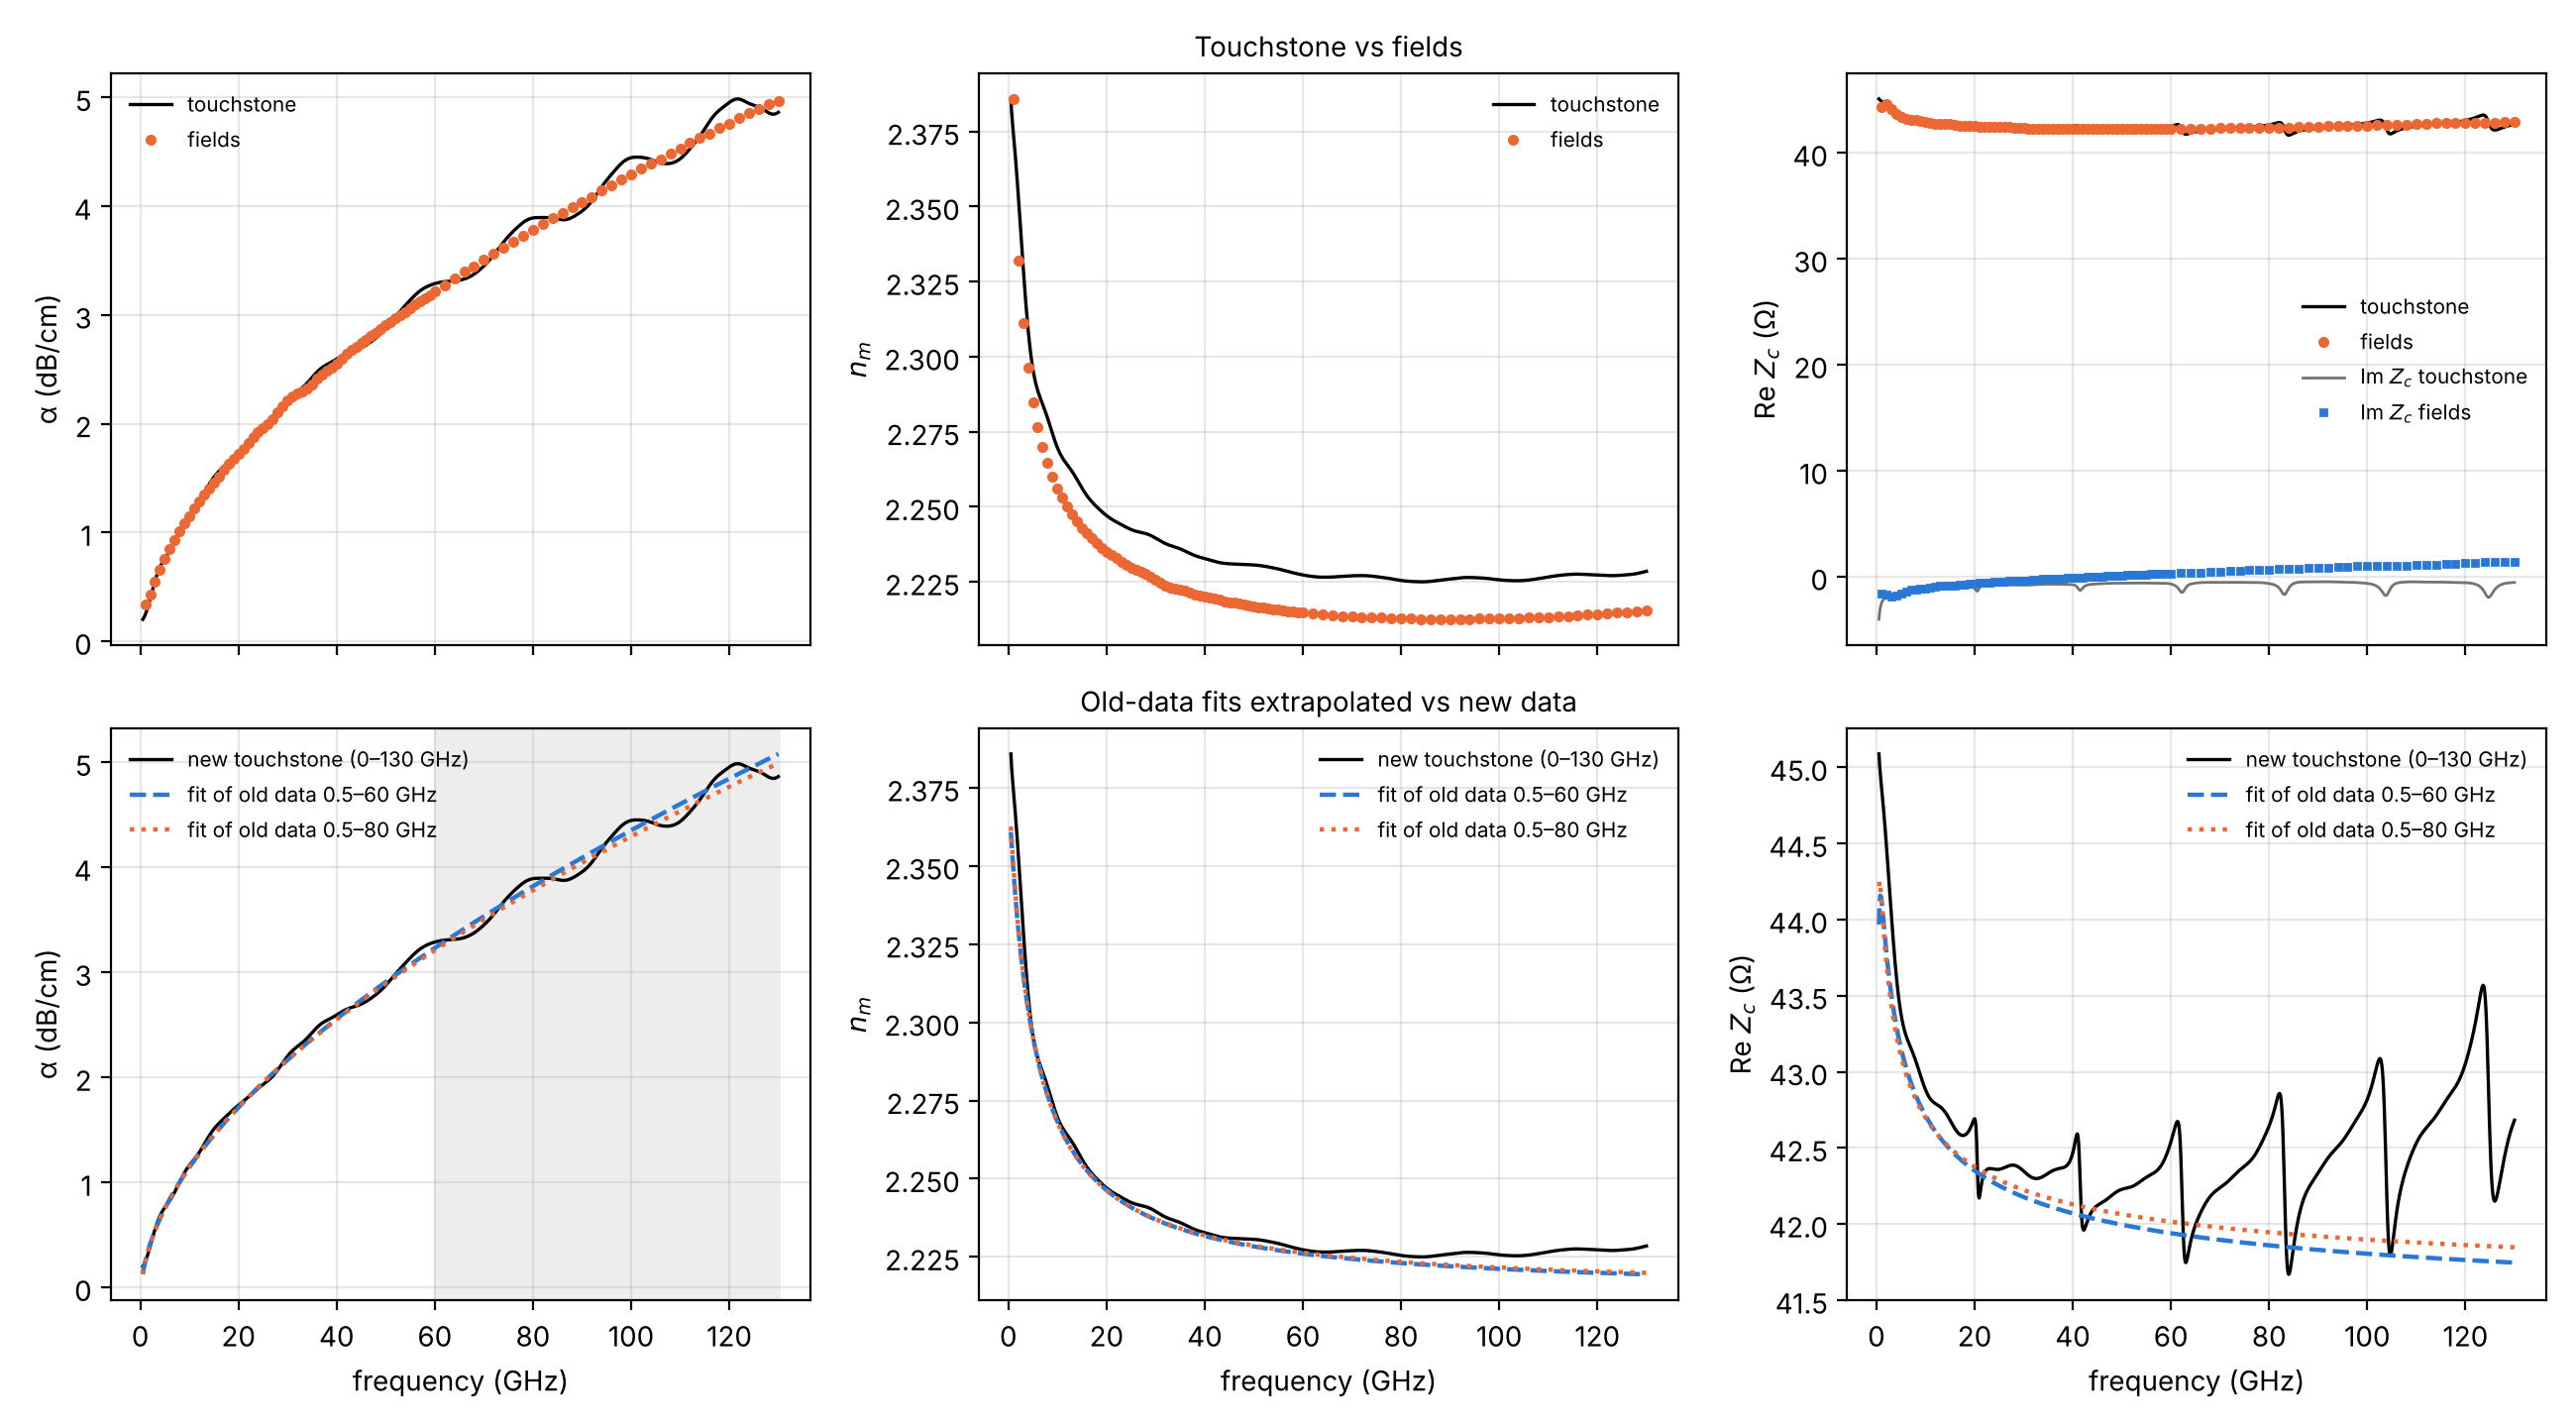 Touchstone vs fields
α (dB/cm)
5
4
3
2
1
0
touchstone
fields
n_m
2.375
2.350
2.325
2.300
2.275
2.250
2.225
touchstone
fields
Re Z_c (Ω)
40
30
20
10
0
touchstone
fields
Im Z_c touchstone
Im Z_c fields
Old-data fits extrapolated vs new data
α (dB/cm)
5
4
3
2
1
0
new touchstone (0–130 GHz)
fit of old data 0.5–60 GHz
fit of old data 0.5–80 GHz
0 20 40 60 80 100 120
frequency (GHz)
n_m
2.375
2.350
2.325
2.300
2.275
2.250
2.225
new touchstone (0–130 GHz)
fit of old data 0.5–60 GHz
fit of old data 0.5–80 GHz
0 20 40 60 80 100 120
frequency (GHz)
Re Z_c (Ω)
45.0
44.5
44.0
43.5
43.0
42.5
42.0
41.5
new touchstone (0–130 GHz)
fit of old data 0.5–60 GHz
fit of old data 0.5–80 GHz
0 20 40 60 80 100 120
frequency (GHz)